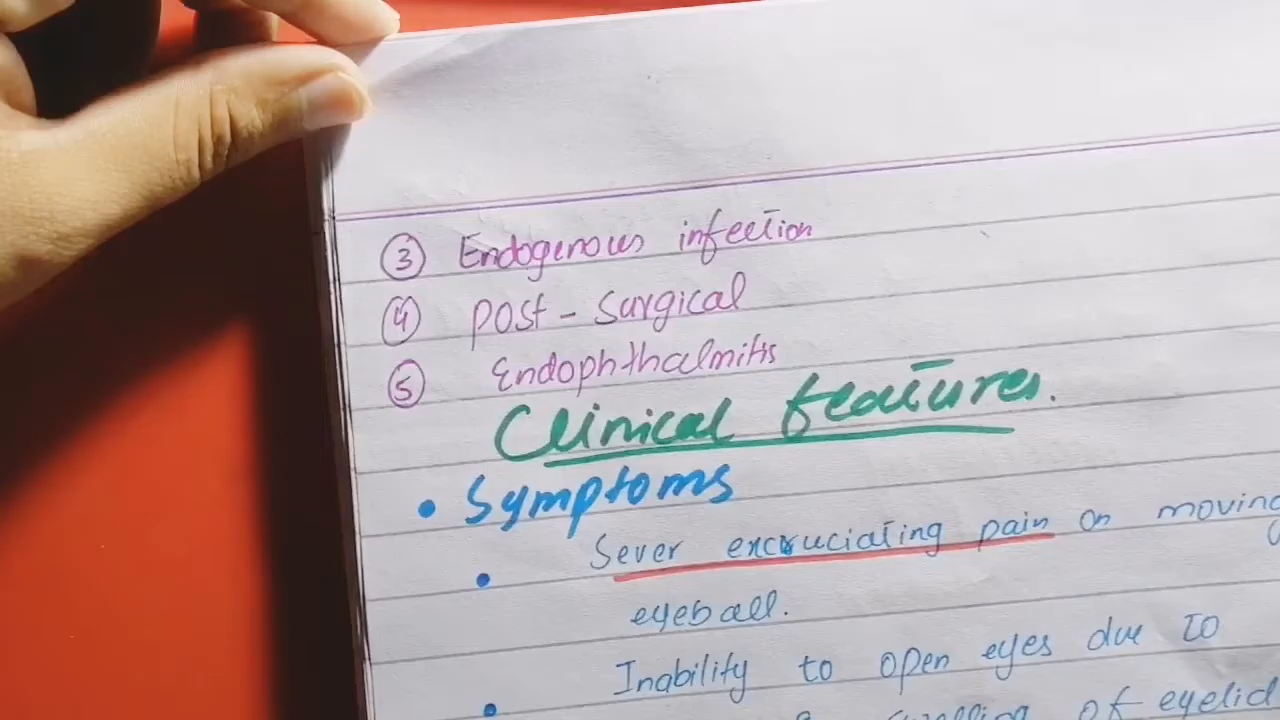 ③ Endogenous infection
④ Post - Surgical
⑤ Endophthalmitis
Clinical features.
• Symptoms
• Sever excruciating pain on moving
eyeball.
• Inability to open eyes due to
swelling of eyelid